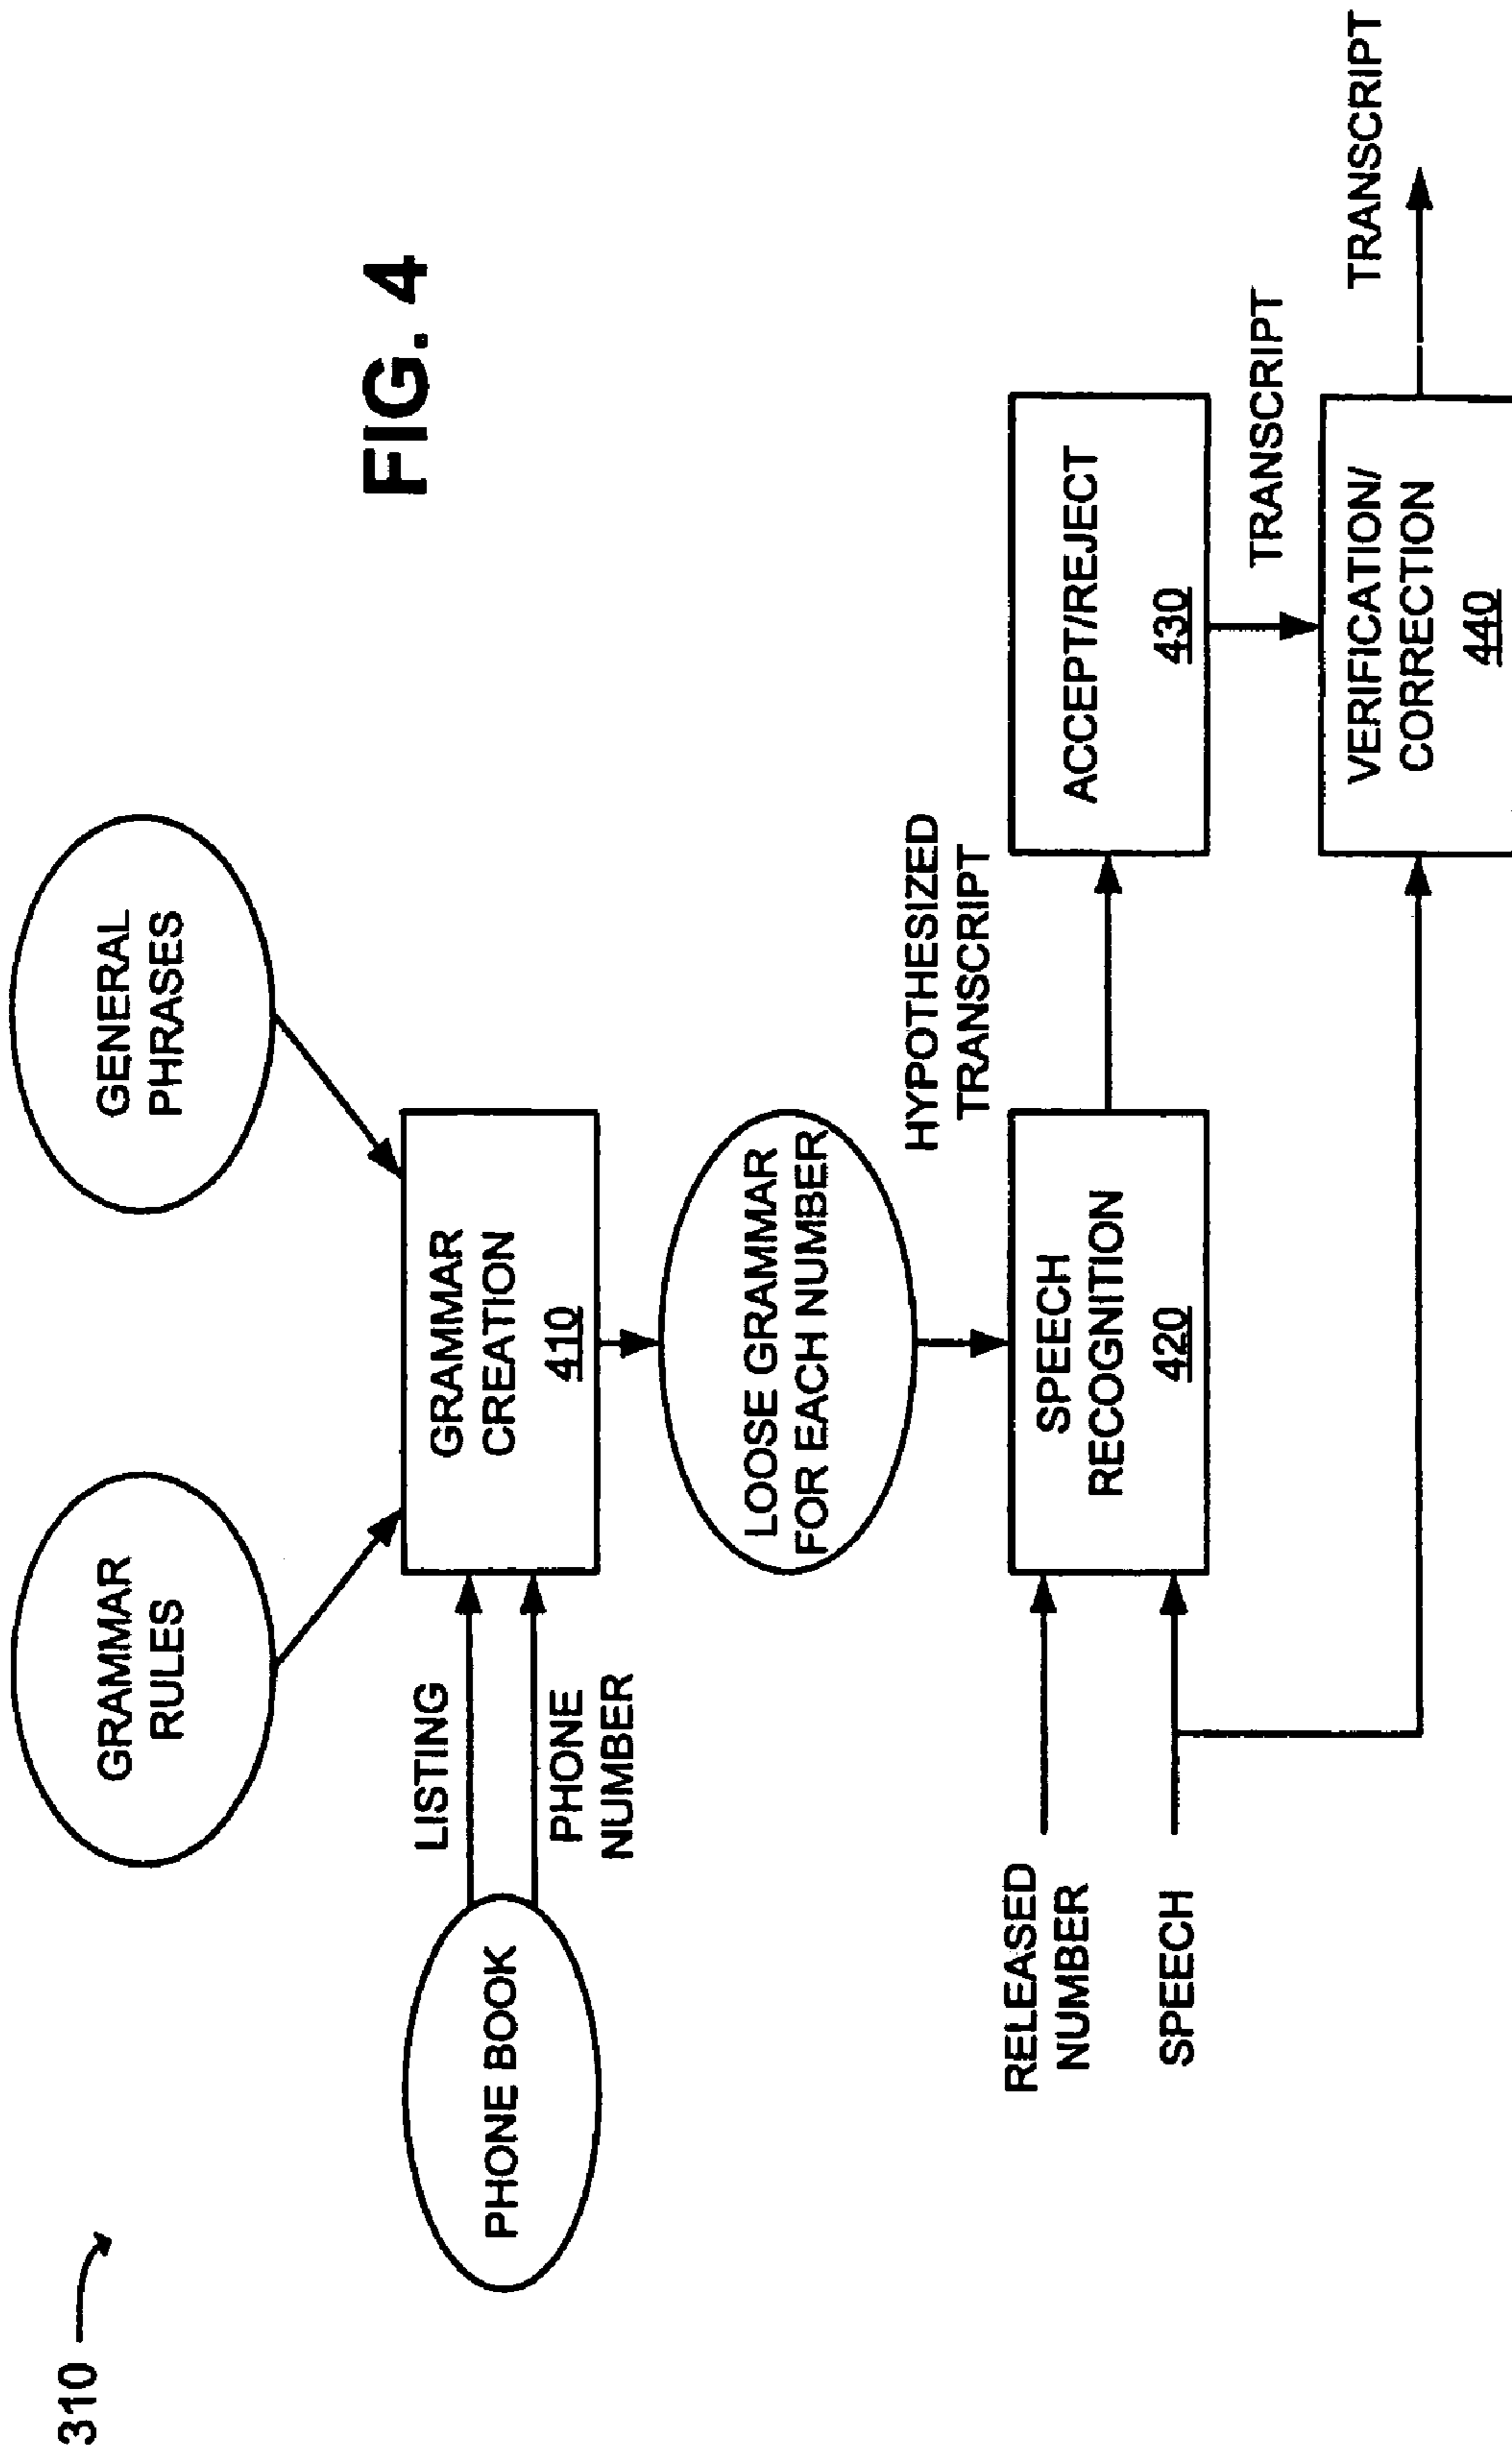 310
FIG. 4
GRAMMAR
RULES
GENERAL
PHRASES
PHONE BOOK
LISTING
PHONE
NUMBER
GRAMMAR
CREATION
410
LOOSE GRAMMAR
FOR EACH NUMBER
RELEASED
NUMBER
SPEECH
SPEECH
RECOGNITION
420
HYPOTHESIZED
TRANSCRIPT
ACCEPT/REJECT
430
TRANSCRIPT
VERIFICATION/
CORRECTION
440
TRANSCRIPT